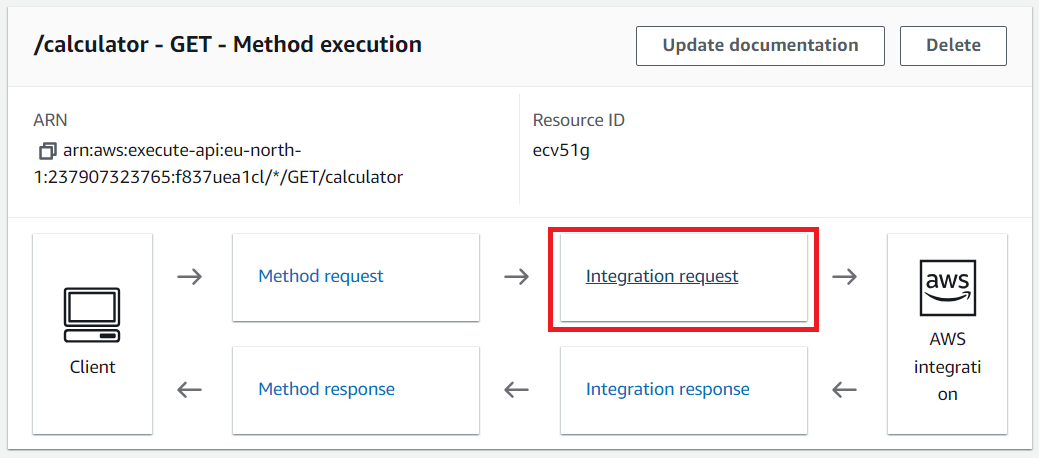 /calculator - GET - Method execution
Update documentation
Delete
ARN
arn:aws:execute-api:eu-north-
1:237907323765:f837uea1cl/*/GET/calculator
Resource ID
ecv51g
Client
Method request
Integration request
Method response
Integration response
aws
AWS
integrati
on